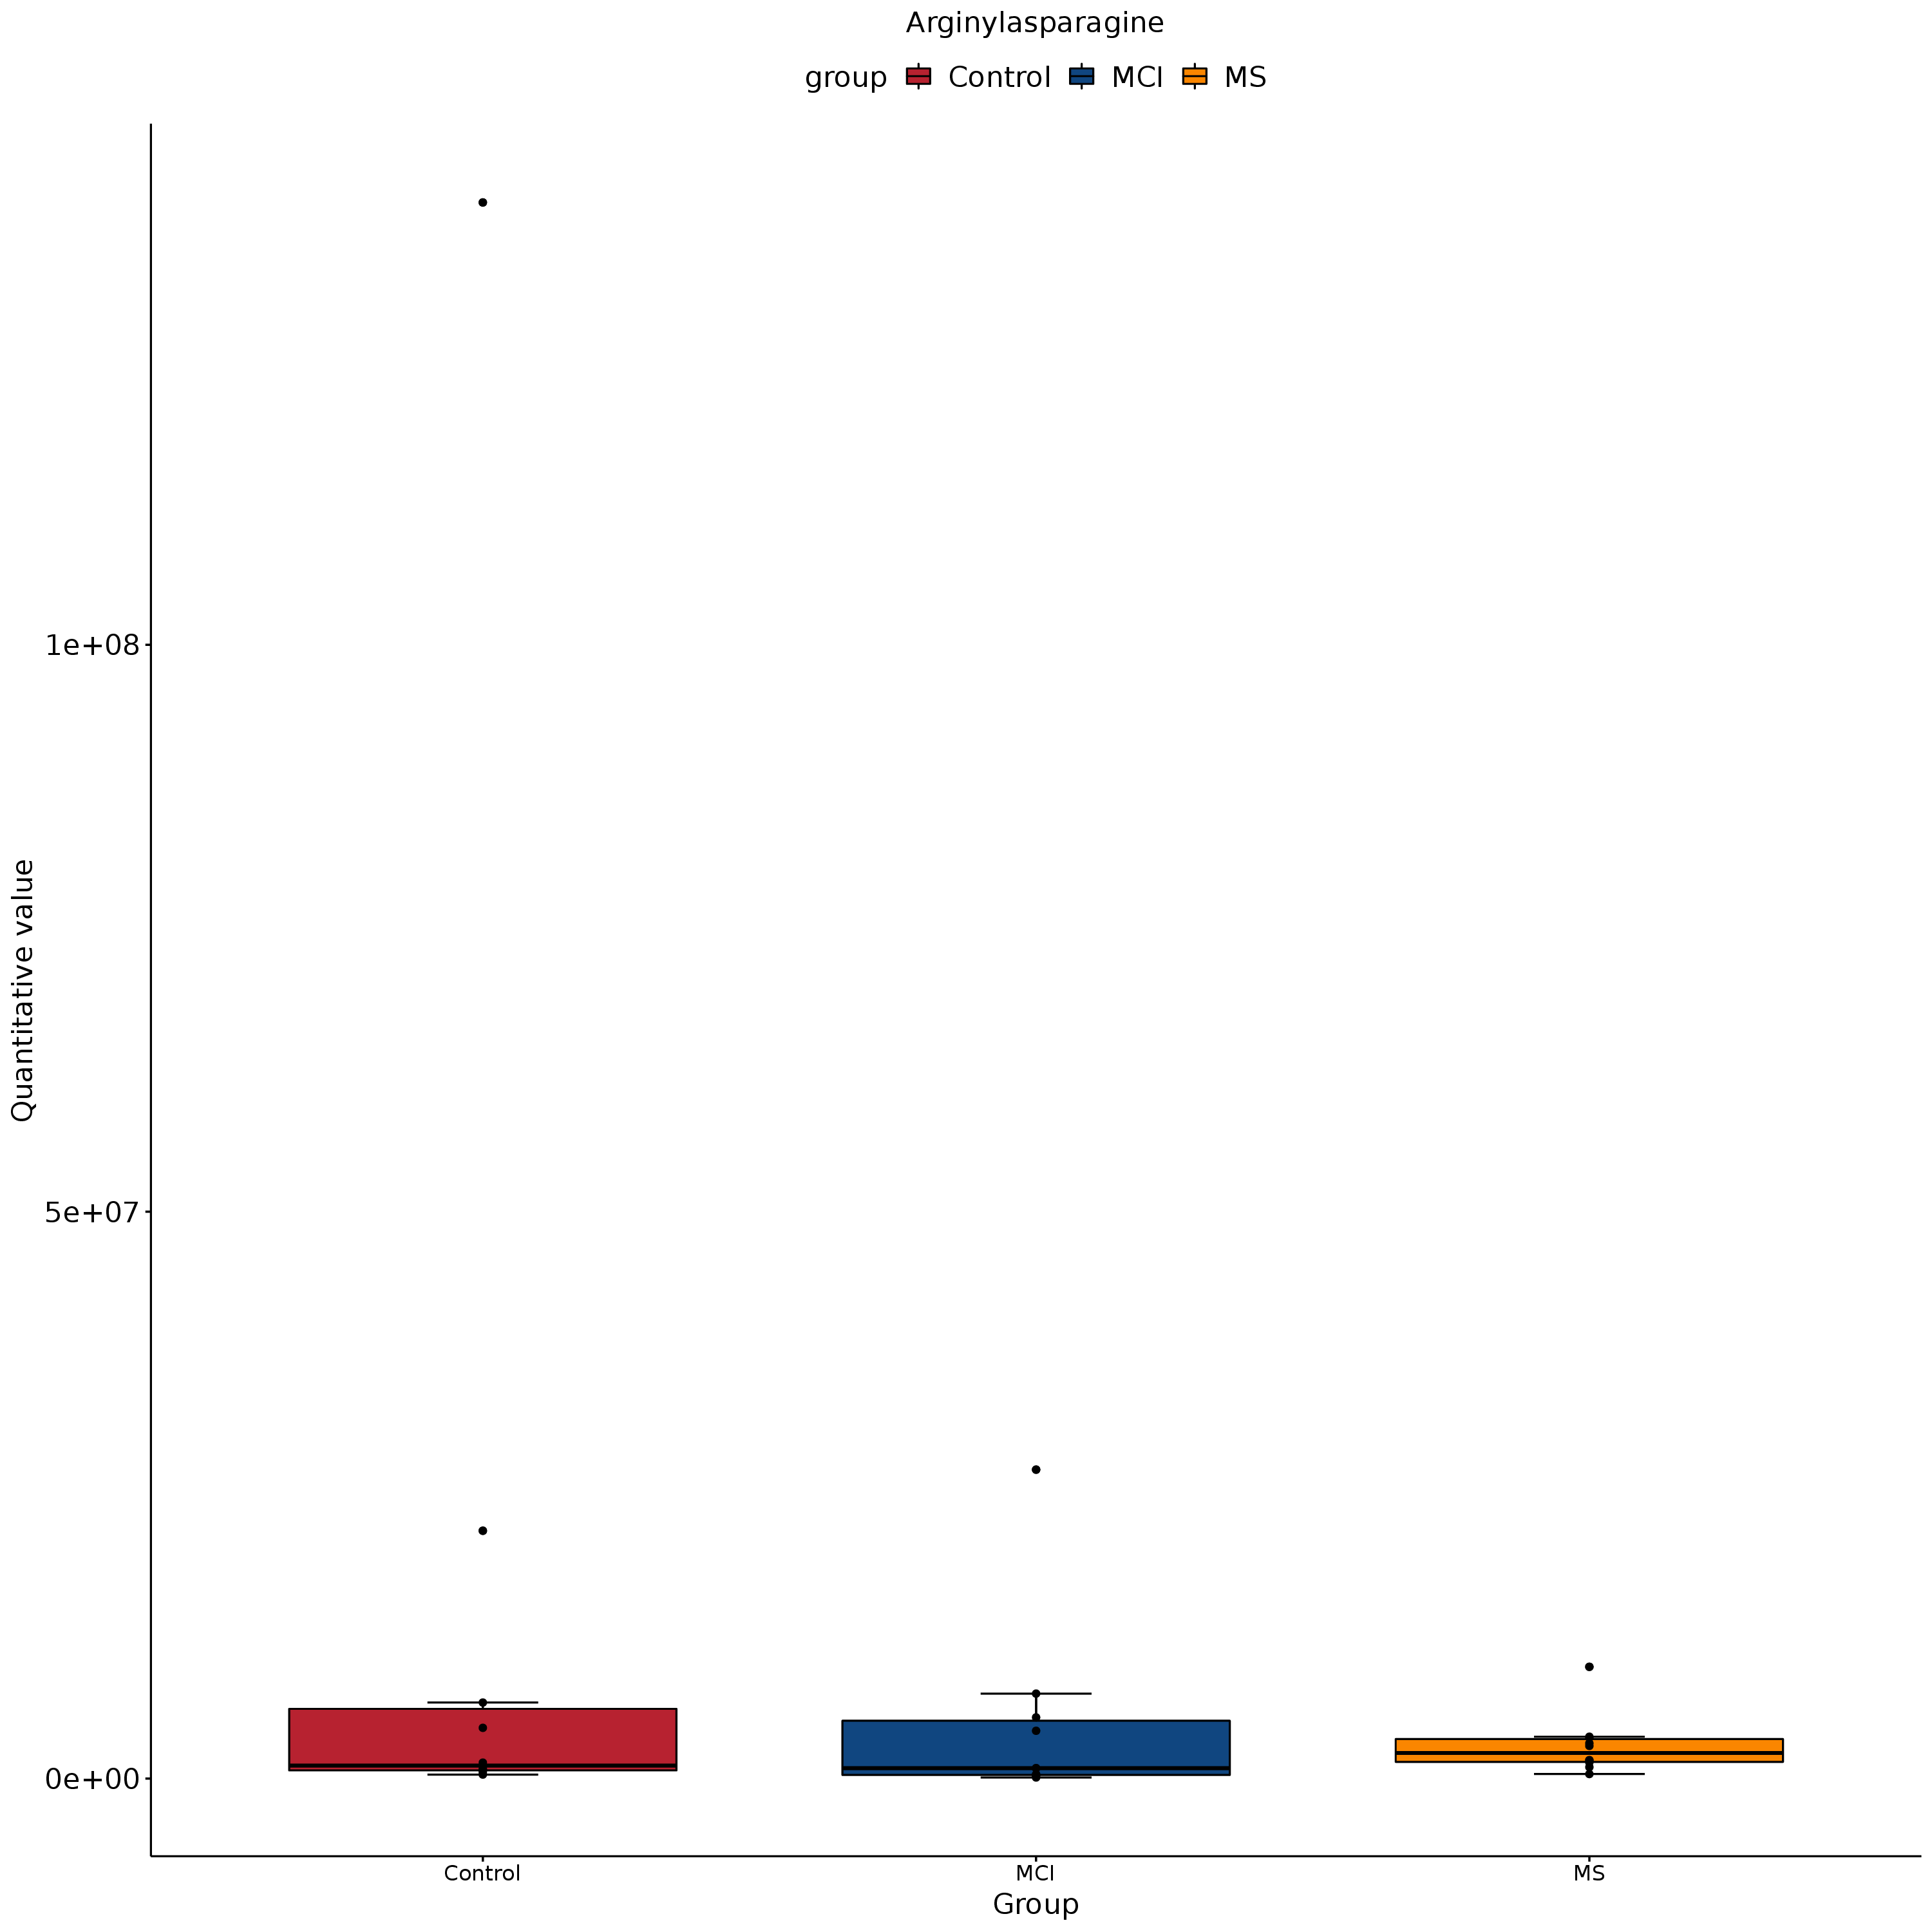 Arginylasparagine
group Control MCI MS
Quantitative value
1e+08
5e+07
0e+00
Control MCI MS
Group